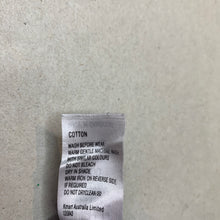 COTTON
WASH BEFORE WEAR
WARM GENTLE MACHINE WASH
WITH SIMILAR COLOURS
DO NOT BLEACH
DRY IN SHADE
WARM IRON ON REVERSE SIDE,
IF REQUIRED
DO NOT DRYCLEAN
Kmart Australia Limited